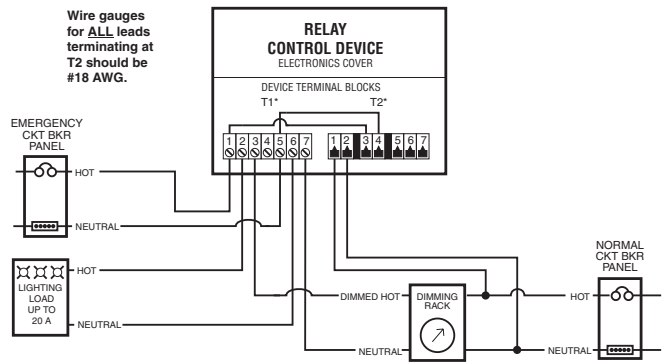 Wire gauges
for ALL leads
terminating at
T2 should be
#18 AWG.
RELAY
CONTROL DEVICE
ELECTRONICS COVER
DEVICE TERMINAL BLOCKS
T1* T2*
1 2 3 4 5 6 7
1 2 3 4 5 6 7
EMERGENCY
CKT BKR
PANEL
HOT
NEUTRAL
LIGHTING
LOAD
UP TO
20 A
HOT
NEUTRAL
DIMMED HOT
NEUTRAL
DIMMING
RACK
HOT
NEUTRAL
NORMAL
CKT BKR
PANEL